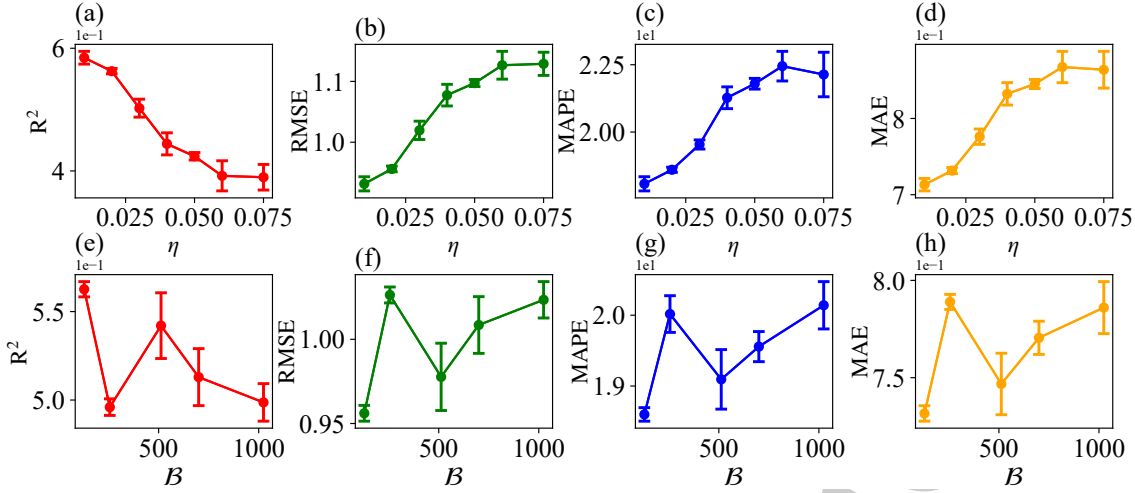 (a)
1e−1
6
4
R²
0.025 0.050 0.075
η
(b)
1.1
1.0
RMSE
0.025 0.050 0.075
η
(c)
1e1
2.25
2.00
MAPE
0.025 0.050 0.075
η
(d)
1e−1
8
7
MAE
0.025 0.050 0.075
η
(e)
1e−1
5.5
5.0
R²
500 1000
B
(f)
1.00
0.95
RMSE
500 1000
B
(g)
1e1
2.0
1.9
MAPE
500 1000
B
(h)
1e−1
8.0
7.5
MAE
500 1000
B